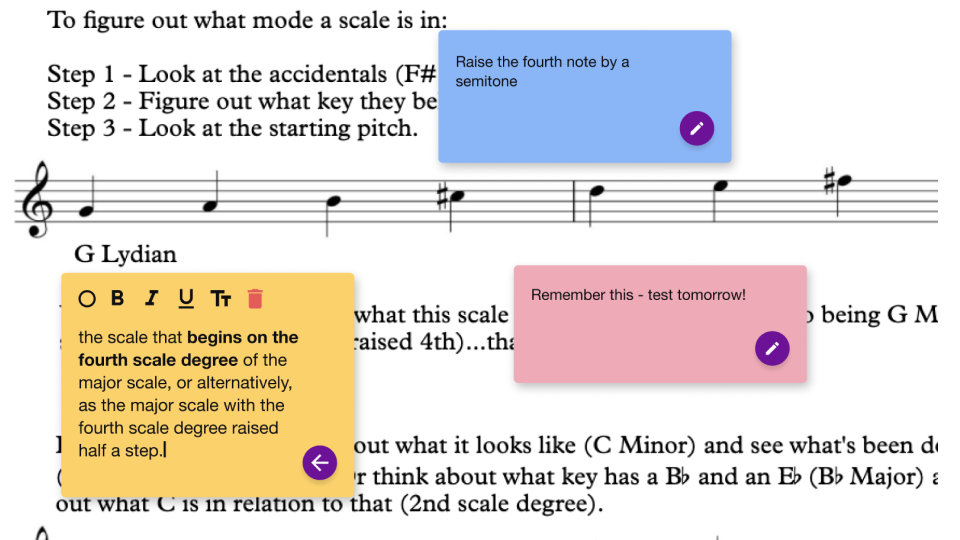 To figure out what mode a scale is in:
Step 1 - Look at the accidentals (F#
Step 2 - Figure out what key they be
Step 3 - Look at the starting pitch.
Raise the fourth note by a
semitone
G Lydian
B I U TT
the scale that begins on the
fourth scale degree of the
major scale, or alternatively,
as the major scale with the
fourth scale degree raised
half a step.
Remember this - test tomorrow!
what this scale being G M
raised 4th)...tha
out what it looks like (C Minor) and see what's been d
r think about what key has a B♭ and an E♭ (B♭ Major) a
out what C is in relation to that (2nd scale degree).